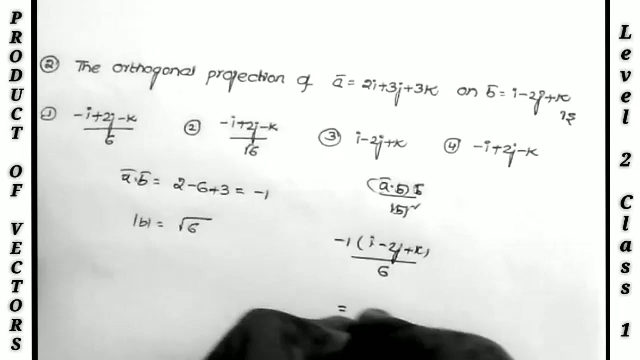 PRODUCT OF VECTORS
② The orthogonal projection of ā = 2i+3j+3k on b̄ = i-2j+k is
① -i+2j-k/6 ② -i+2j-k/√6 ③ i-2j+k ④ -i+2j-k
ā·b̄ = 2-6+3 = -1
(ā·b̄)b̄/|b̄|²
|b| = √6
-1(i-2j+k)/6
=
Level 2 Class 1